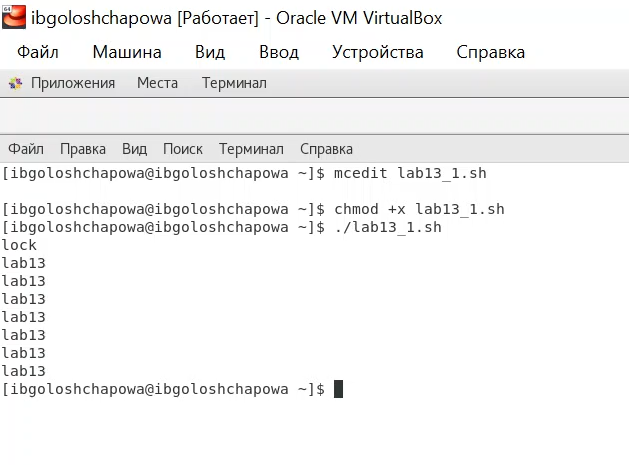 64
ibgoloshchapowa [Работает] - Oracle VM VirtualBox
Файл Машина Вид Ввод Устройства Справка
Приложения Места Терминал
Файл Правка Вид Поиск Терминал Справка
[ibgoloshchapowa@ibgoloshchapowa ~]$ mcedit lab13_1.sh
[ibgoloshchapowa@ibgoloshchapowa ~]$ chmod +x lab13_1.sh
[ibgoloshchapowa@ibgoloshchapowa ~]$ ./lab13_1.sh
lock
lab13
lab13
lab13
lab13
lab13
lab13
lab13
[ibgoloshchapowa@ibgoloshchapowa ~]$